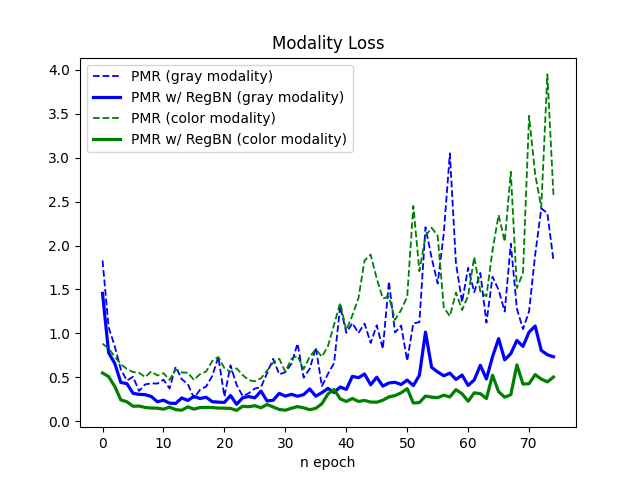 Modality Loss
PMR (gray modality)
PMR w/ RegBN (gray modality)
PMR (color modality)
PMR w/ RegBN (color modality)
4.0
3.5
3.0
2.5
2.0
1.5
1.0
0.5
0.0
0 10 20 30 40 50 60 70
n epoch